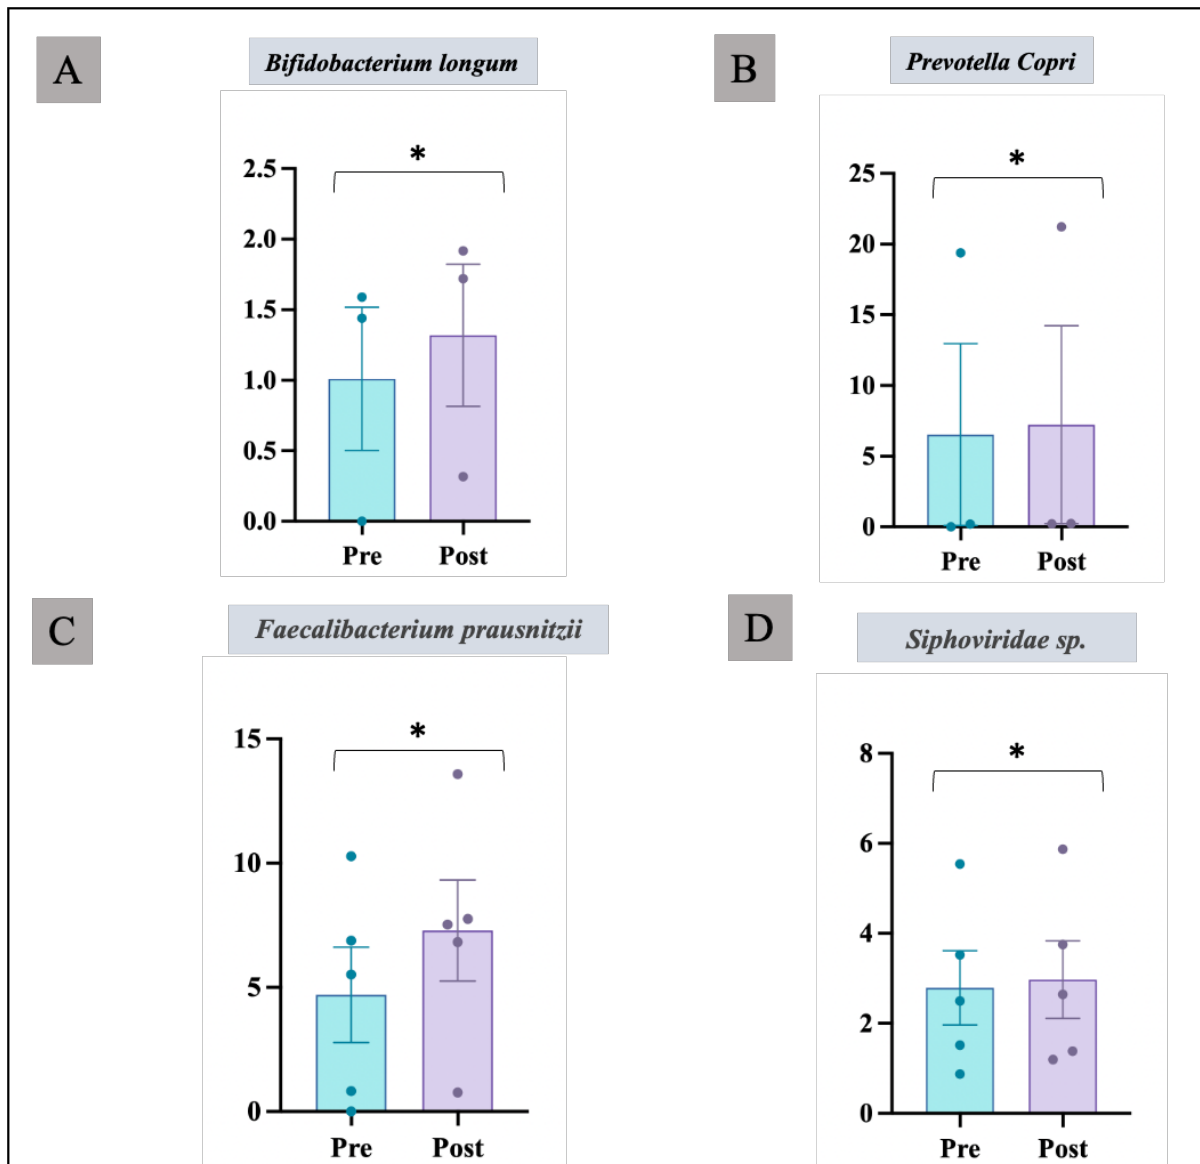 A
Bifidobacterium longum
*
2.5
2.0
1.5
1.0
0.5
0.0
Pre Post
B
Prevotella Copri
*
25
20
15
10
5
0
Pre Post
C
Faecalibacterium prausnitzii
*
15
10
5
0
Pre Post
D
Siphoviridae sp.
*
8
6
4
2
0
Pre Post